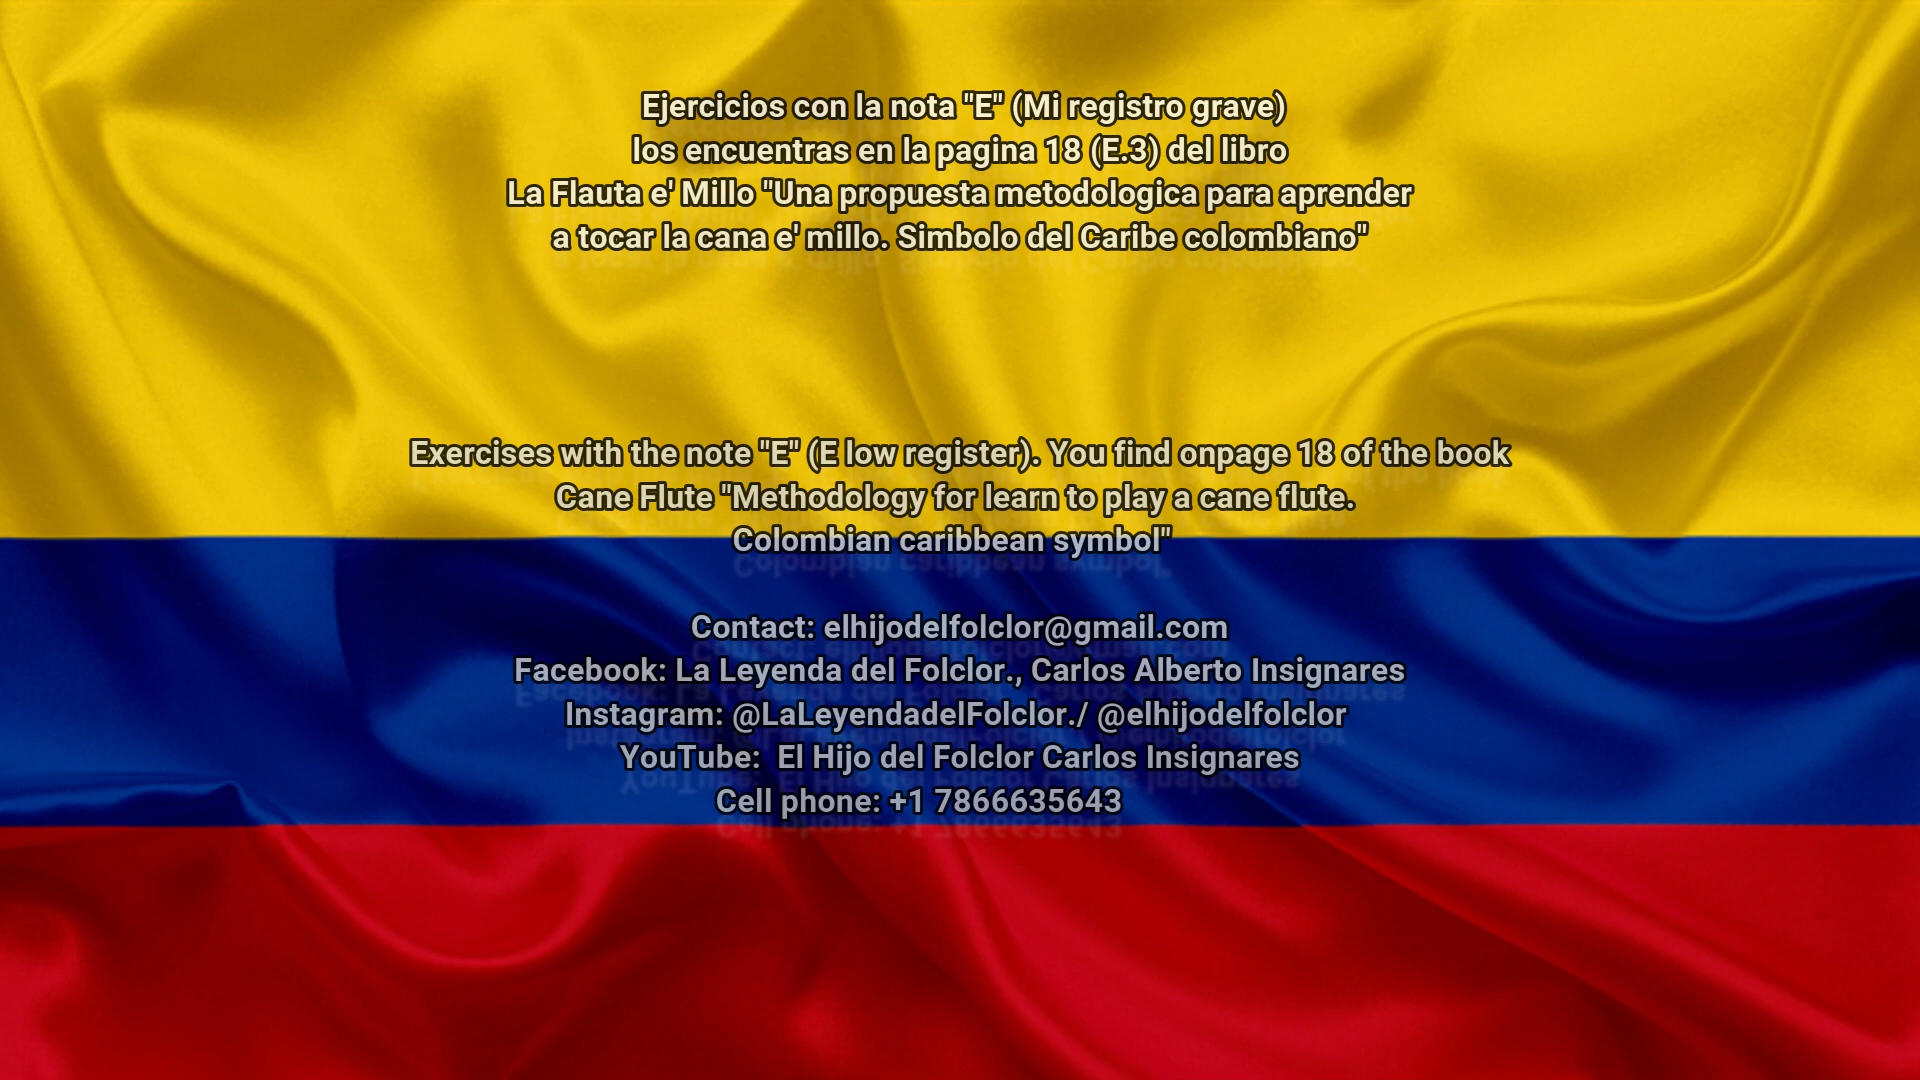 Ejercicios con la nota "E" (Mi registro grave)
los encuentras en la pagina 18 (E.3) del libro
La Flauta e' Millo "Una propuesta metodologica para aprender
a tocar la cana e' millo. Simbolo del Caribe colombiano"
Exercises with the note "E" (E low register). You find onpage 18 of the book
Cane Flute "Methodology for learn to play a cane flute.
Colombian caribbean symbol"
Contact: elhijodelfolclor@gmail.com
Facebook: La Leyenda del Folclor., Carlos Alberto Insignares
Instagram: @LaLeyendadelFolclor./ @elhijodelfolclor
YouTube:  El Hijo del Folclor Carlos Insignares
Cell phone: +1 7866635643